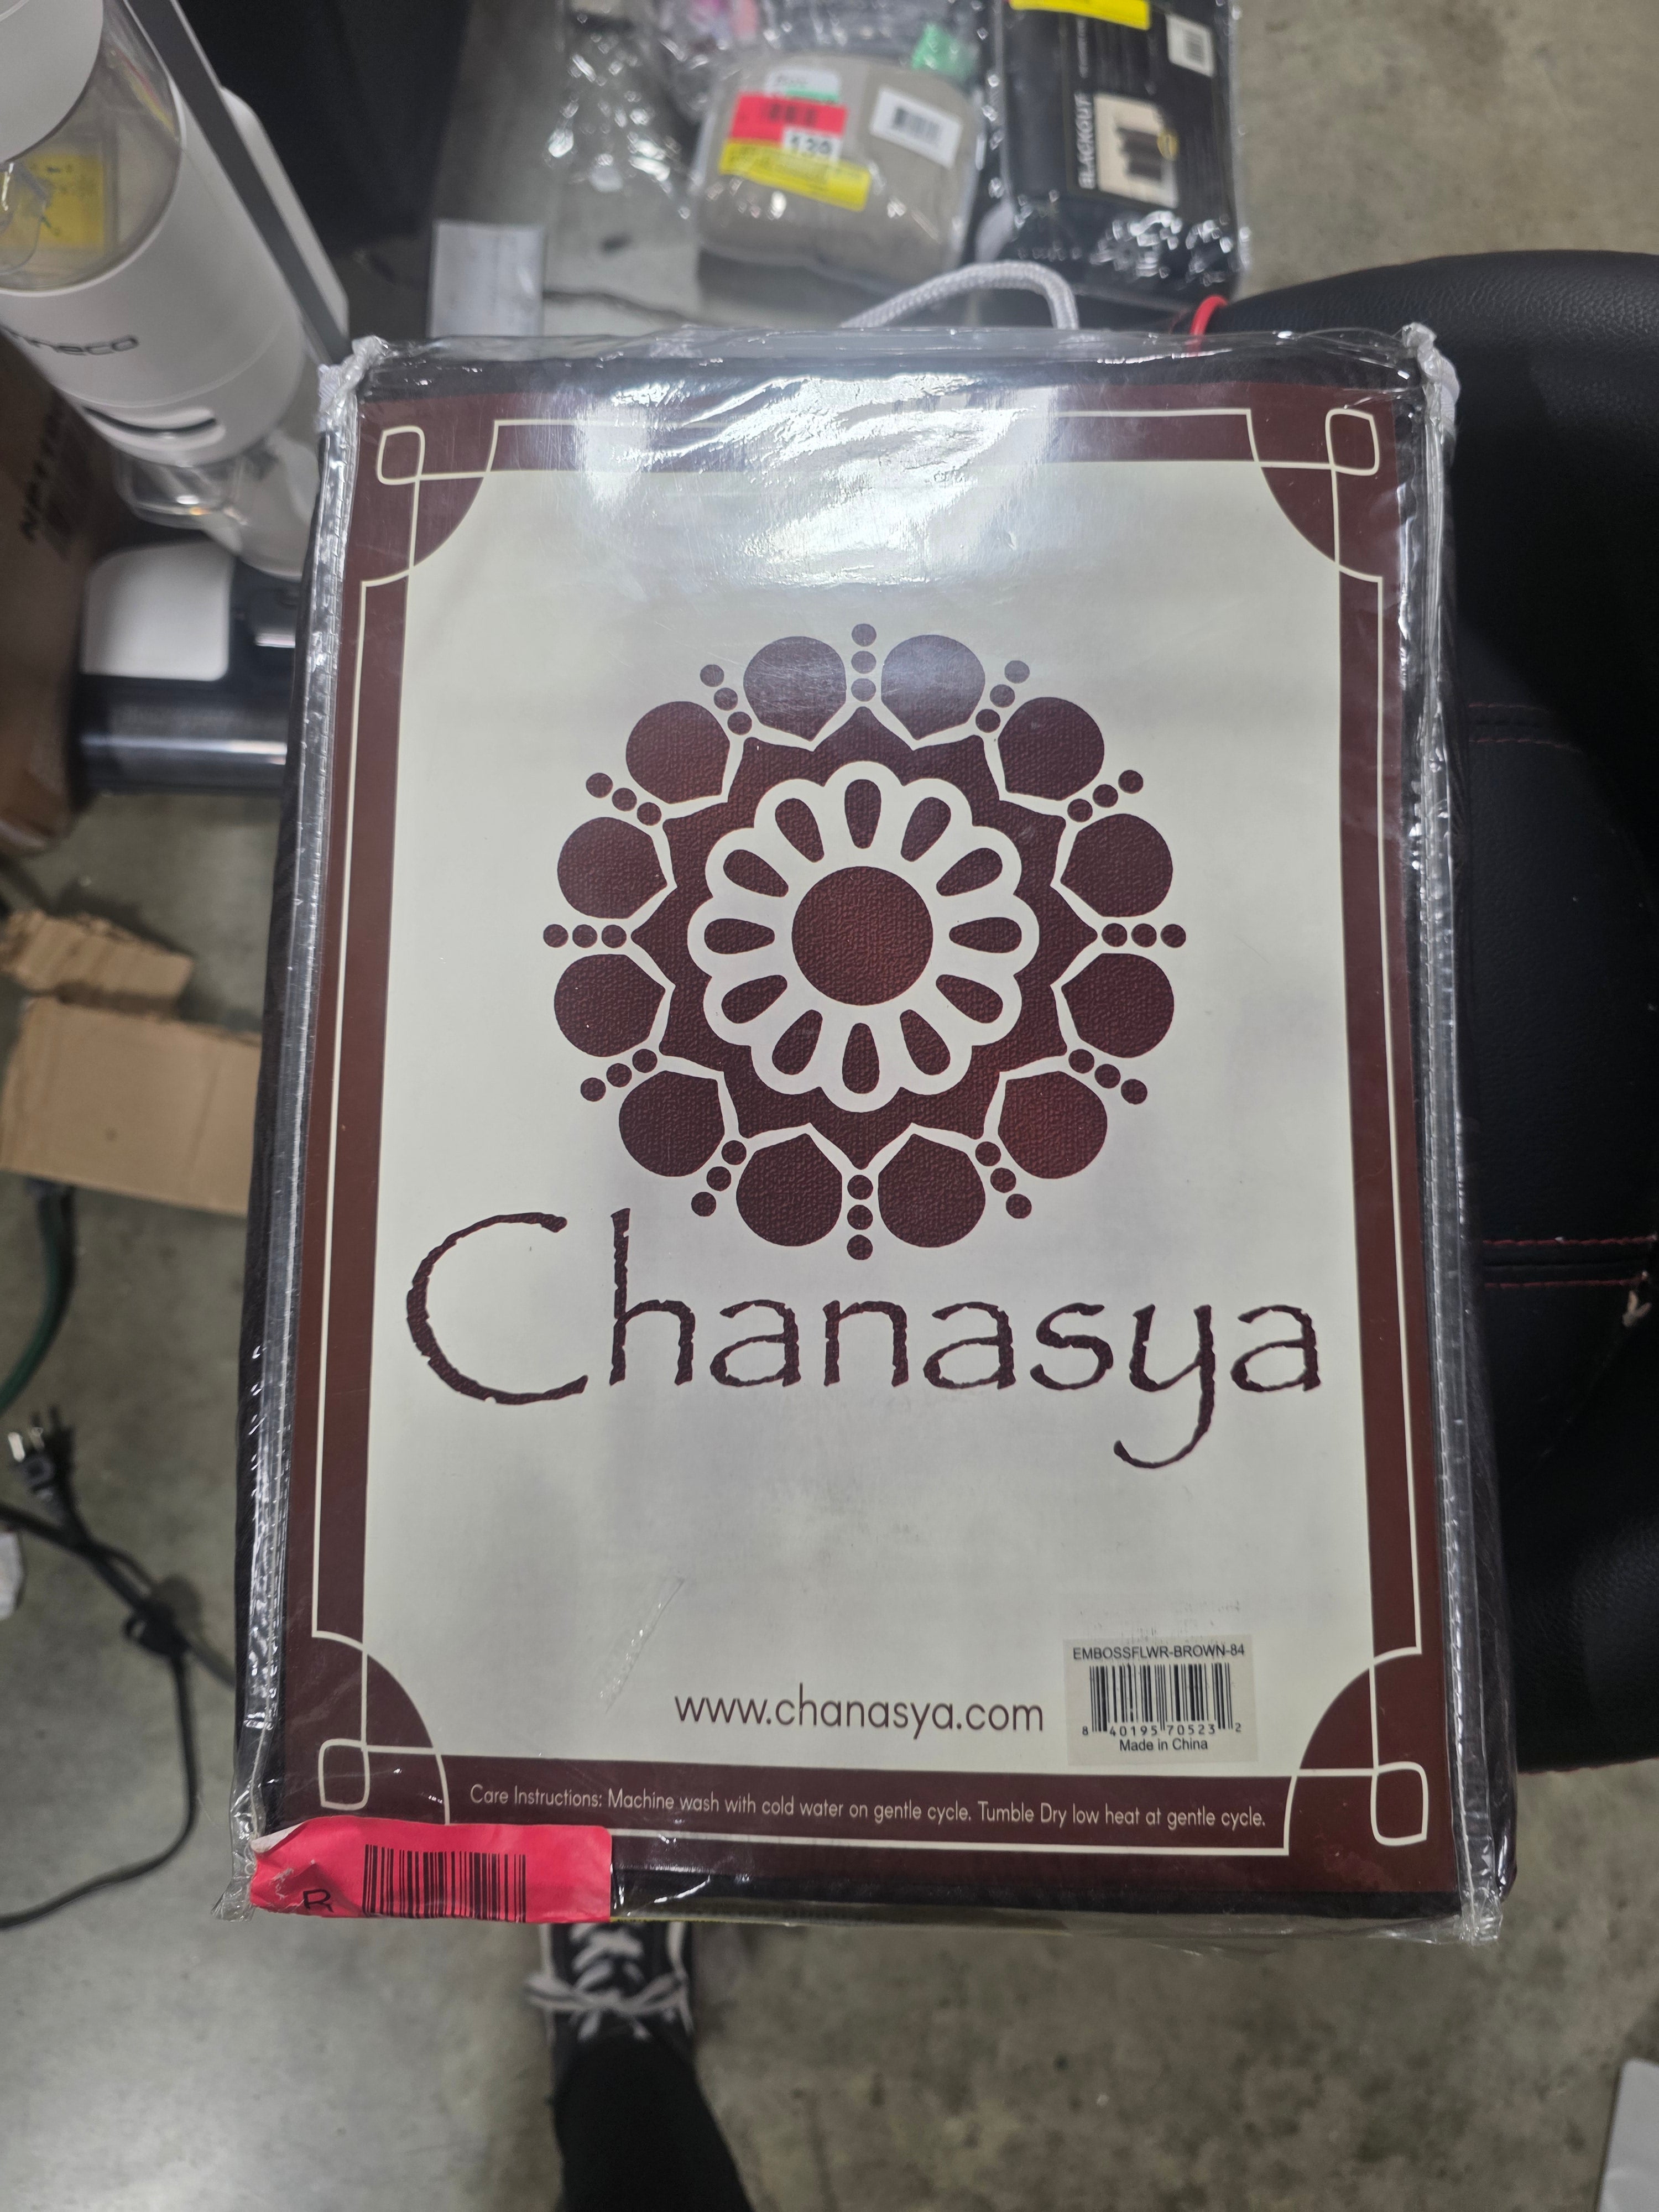 BLACKOUT
139
Chanasya
EMBOSSFLWR-BROWN-84
8 40195 70523 2
Made in China
www.chanasya.com
Care Instructions: Machine wash with cold water on gentle cycle. Tumble Dry low heat at gentle cycle.
R